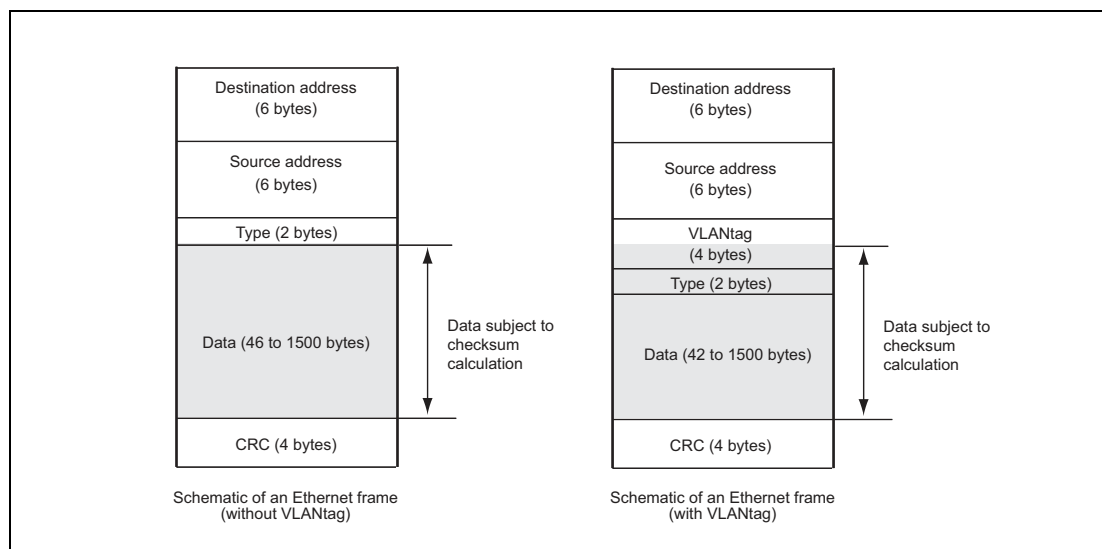 Destination address
(6 bytes)
Source address
(6 bytes)
Type (2 bytes)
Data (46 to 1500 bytes)
CRC (4 bytes)
Data subject to
checksum
calculation
Schematic of an Ethernet frame
(without VLANtag)
Destination address
(6 bytes)
Source address
(6 bytes)
VLANtag
(4 bytes)
Type (2 bytes)
Data (42 to 1500 bytes)
CRC (4 bytes)
Data subject to
checksum
calculation
Schematic of an Ethernet frame
(with VLANtag)